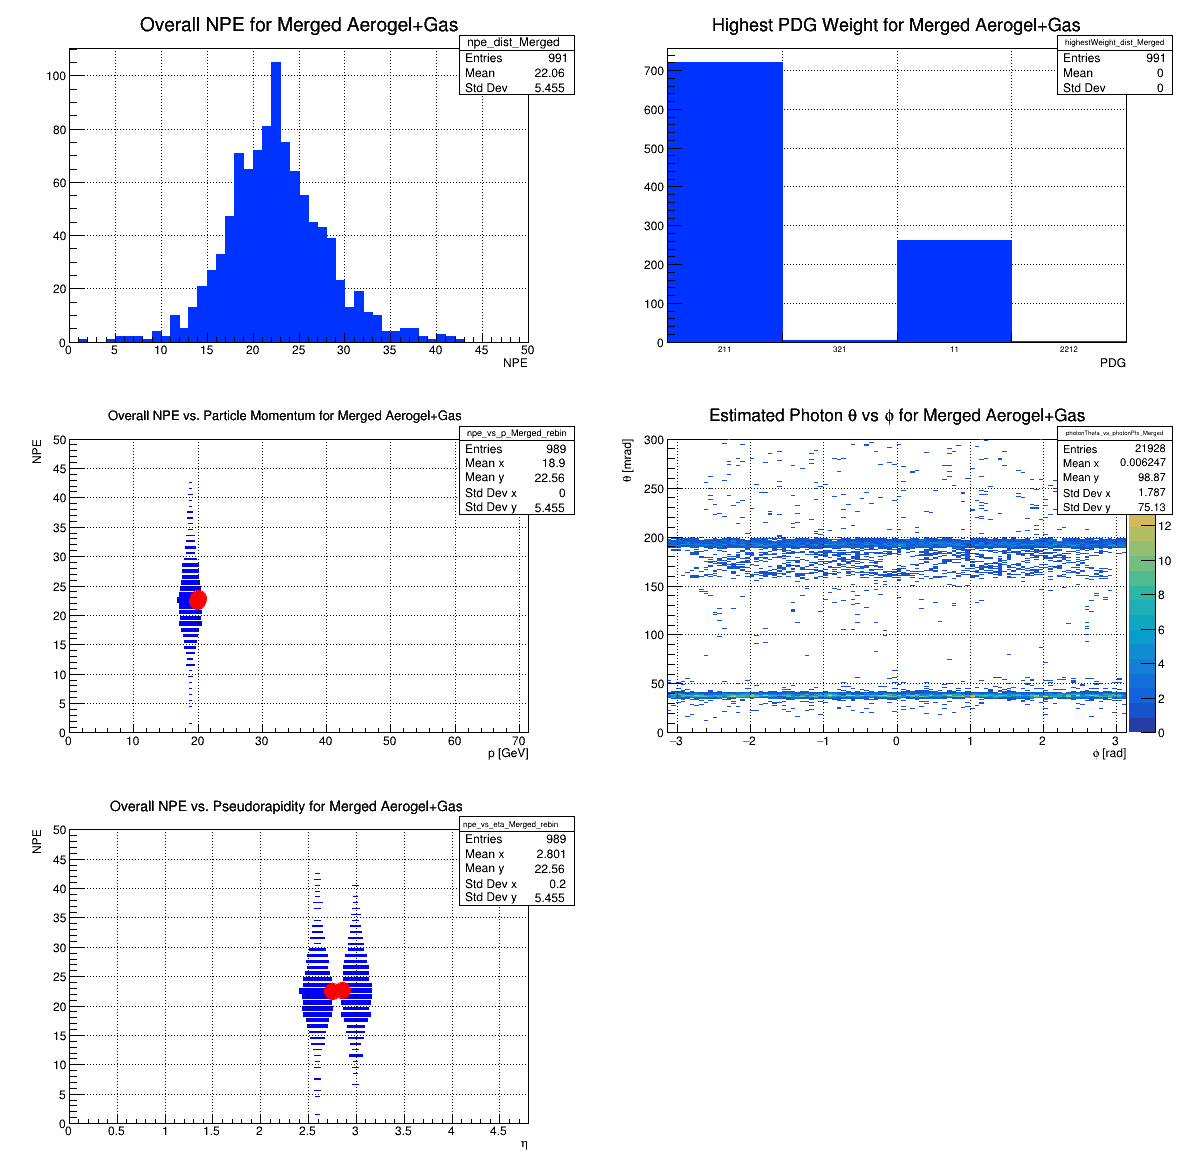 Overall NPE for Merged Aerogel+Gas
npe_dist_Merged
Entries 991
Mean 22.06
Std Dev 5.455
100
80
60
40
20
0
0 5 10 15 20 25 30 35 40 45 50
NPE
Highest PDG Weight for Merged Aerogel+Gas
highestWeight_dist_Merged
Entries 991
Mean 0
Std Dev 0
700
600
500
400
300
200
100
0
211 321 11 2212
PDG
Overall NPE vs. Particle Momentum for Merged Aerogel+Gas
npe_vs_p_Merged_rebin
Entries 989
Mean x 18.9
Mean y 22.56
Std Dev x 0
Std Dev y 5.455
NPE
50
45
40
35
30
25
20
15
10
5
0
0 10 20 30 40 50 60 70
p [GeV]
Estimated Photon θ vs ϕ for Merged Aerogel+Gas
photonTheta_vs_photonPhi_Merged
Entries 21928
Mean x 0.006247
Mean y 98.87
Std Dev x 1.787
Std Dev y 75.13
θ [mrad]
300
250
200
150
100
50
0
−3 −2 −1 0 1 2 3
ϕ [rad]
12
10
8
6
4
2
0
Overall NPE vs. Pseudorapidity for Merged Aerogel+Gas
npe_vs_eta_Merged_rebin
Entries 989
Mean x 2.801
Mean y 22.56
Std Dev x 0.2
Std Dev y 5.455
NPE
50
45
40
35
30
25
20
15
10
5
0
0 0.5 1 1.5 2 2.5 3 3.5 4 4.5
η